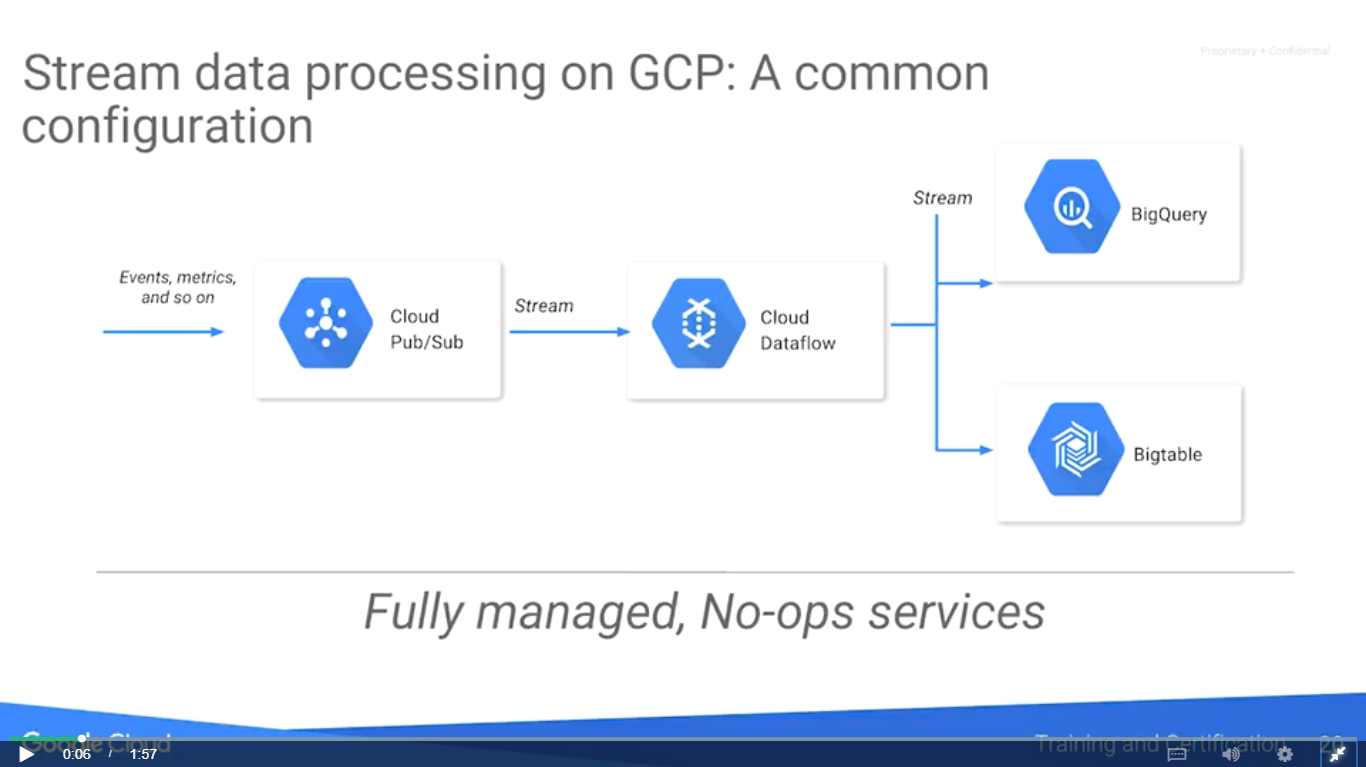 Proprietary + Confidential
Stream data processing on GCP: A common
configuration
Events, metrics,
and so on
Cloud
Pub/Sub
Stream
Cloud
Dataflow
Stream
BigQuery
Bigtable
Fully managed, No-ops services
Google Cloud
Training and Certification
0:06 / 1:57